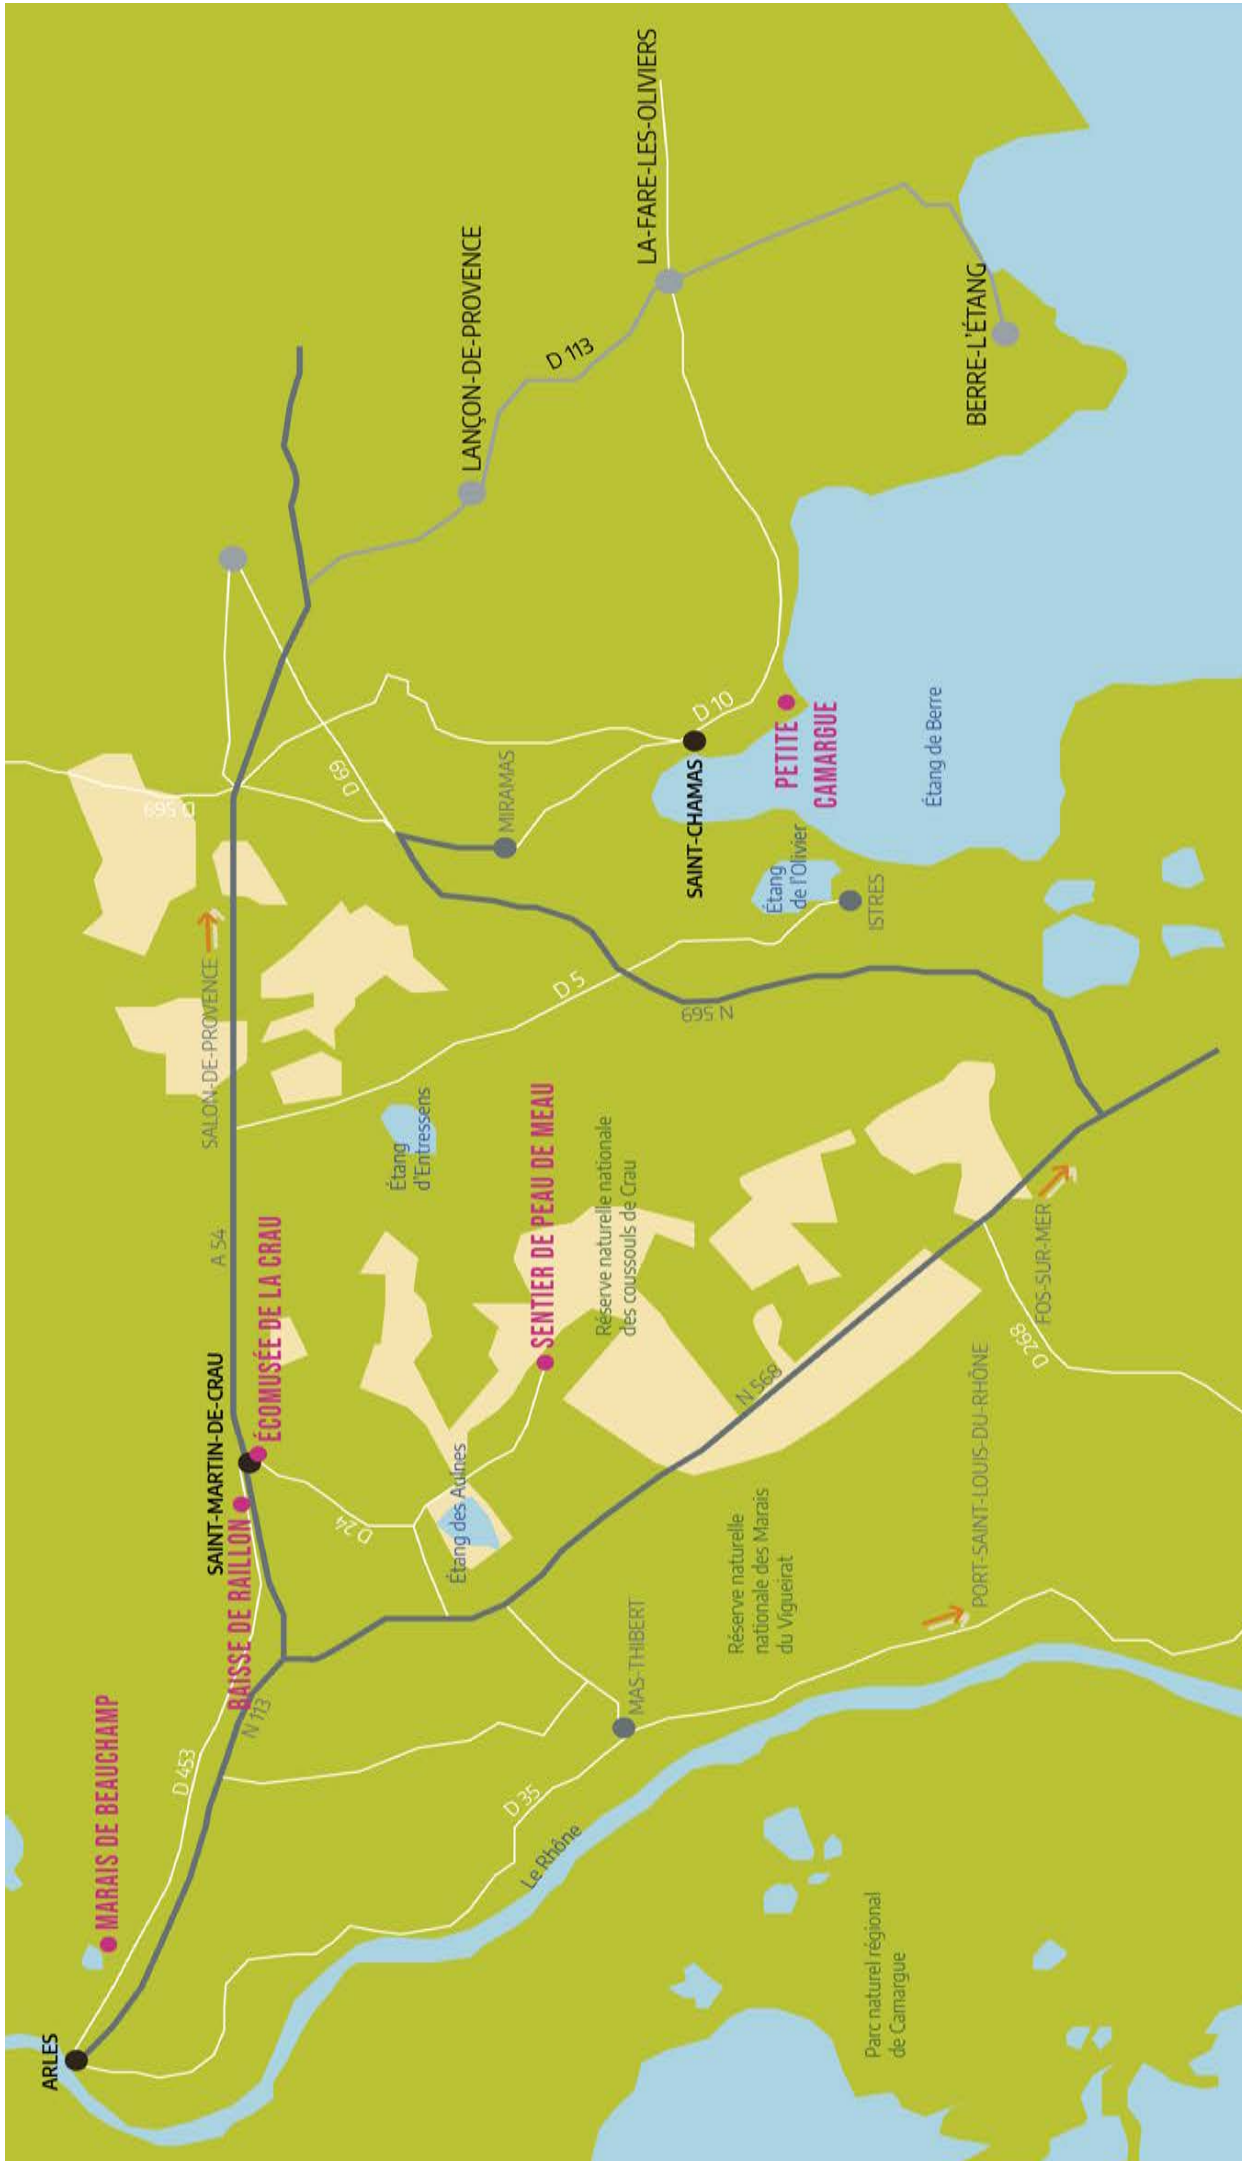 ARLES
MARAIS DE BEAUCHAMP
D 453
N 113
BAISSE DE RAILLON
SAINT-MARTIN-DE-CRAU
ÉCOMUSÉE DE LA CRAU
A 54
SALON-DE-PROVENCE
D 569
D 69
D 24
Étang des Aulnes
Étang
d'Entressens
SENTIER DE PEAU DE MEAU
Réserve naturelle nationale
des coussouls de Crau
D 5
MIRAMAS
N 569
LANÇON-DE-PROVENCE
D 113
LA-FARE-LES-OLIVIERS
BERRE-L'ÉTANG
D 10
SAINT-CHAMAS
PETITE
CAMARGUE
Étang
de l'Olivier
ISTRES
Étang de Berre
N 568
D 268
FOS-SUR-MER
PORT-SAINT-LOUIS-DU-RHÔNE
Réserve naturelle
nationale des Marais
du Vigueirat
MAS-THIBERT
D 35
Le Rhône
Parc naturel régional
de Camargue